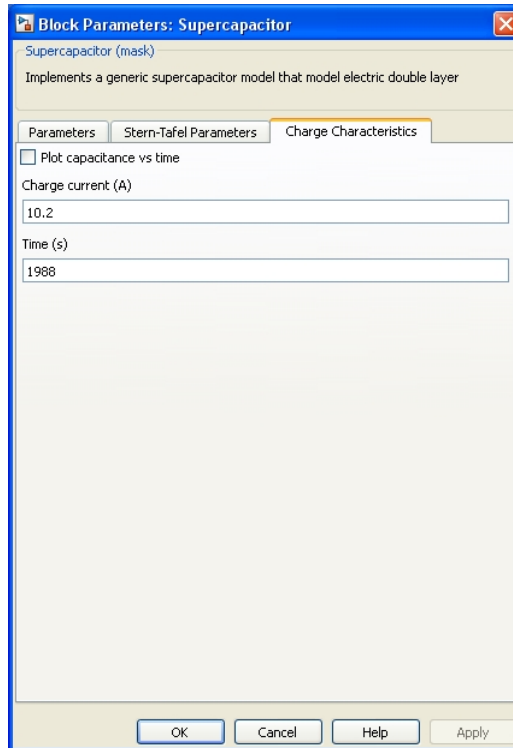 Block Parameters: Supercapacitor
Supercapacitor (mask)
Implements a generic supercapacitor model that model electric double layer
Parameters
Stern-Tafel Parameters
Charge Characteristics
Plot capacitance vs time
Charge current (A)
10.2
Time (s)
1988
OK
Cancel
Help
Apply